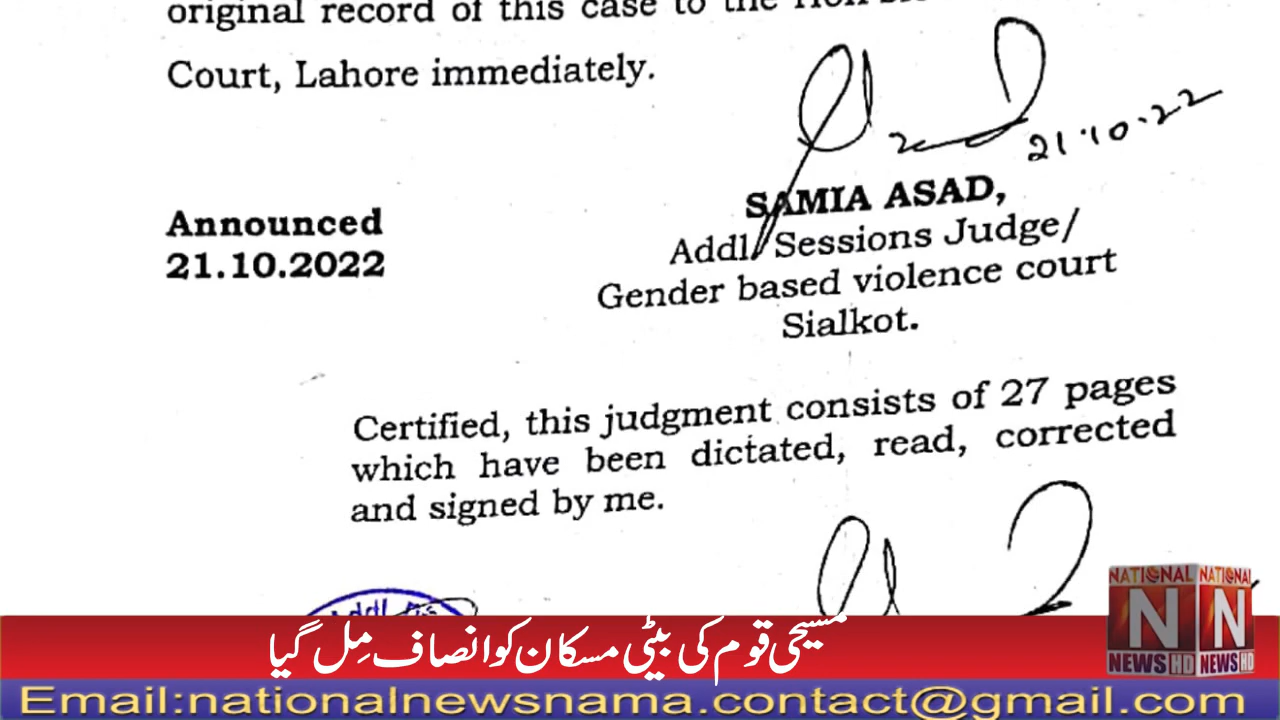 original record of this case to the
Court, Lahore immediately.
21.10.22
SAMIA ASAD,
Announced
Addl/Sessions Judge/
21.10.2022
Gender based violence court
Sialkot.
Certified, this judgment consists of 27 pages
which have been dictated, read, corrected
and signed by me.
Addl
مسیحی قوم کی بیٹی مسکان کو انصاف مِل گیا
NATIONAL NATIONAL
N N
NEWS HD NEWS HD
Email:nationalnewsnama.contact@gmail.com